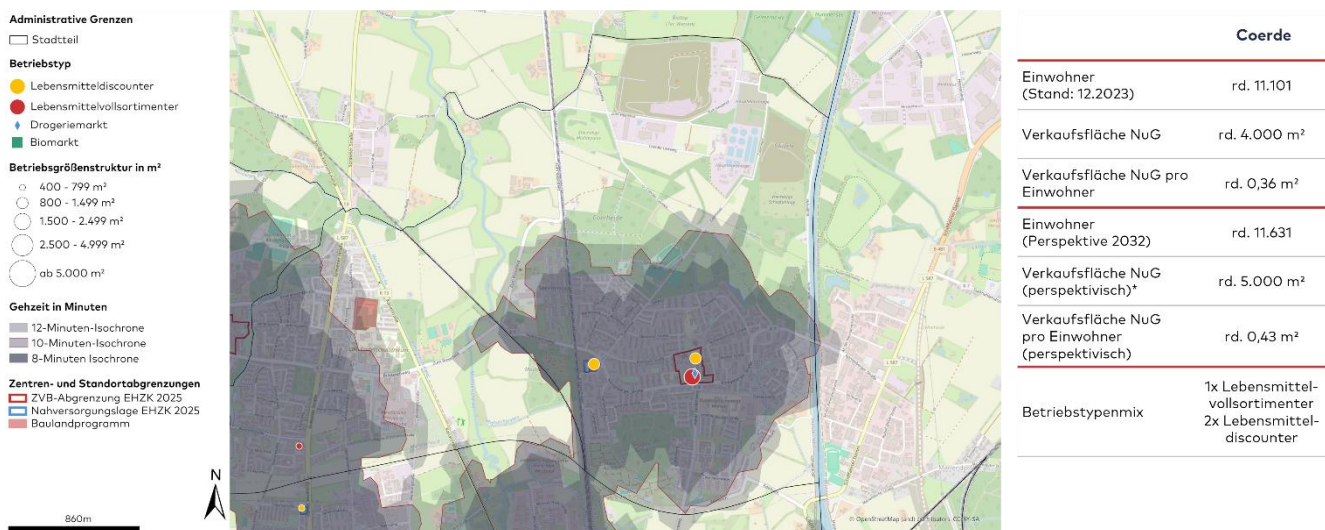 Administrative Grenzen
Stadtteil
Betriebstyp
Lebensmitteldiscounter
Lebensmittelvollsortimenter
Drogeriemarkt
Biomarkt
Betriebsgrößenstruktur in m²
400 - 799 m²
800 - 1.499 m²
1.500 - 2.499 m²
2.500 - 4.999 m²
ab 5.000 m²
Gehzeit in Minuten
12-Minuten-Isochrone
10-Minuten-Isochrone
8-Minuten Isochrone
Zentren- und Standortabgrenzungen
ZVB-Abgrenzung EHZK 2025
Nahversorgungslage EHZK 2025
Baulandprogramm
N
860m
Coerde
Einwohner
(Stand: 12.2023)
rd. 11.101
Verkaufsfläche NuG
rd. 4.000 m²
Verkaufsfläche NuG pro
Einwohner
rd. 0,36 m²
Einwohner
(Perspektive 2032)
rd. 11.631
Verkaufsfläche NuG
(perspektivisch)*
rd. 5.000 m²
Verkaufsfläche NuG
pro Einwohner
(perspektivisch)
rd. 0,43 m²
Betriebstypenmix
1x Lebensmittel-
vollsortimenter
2x Lebensmittel-
discounter